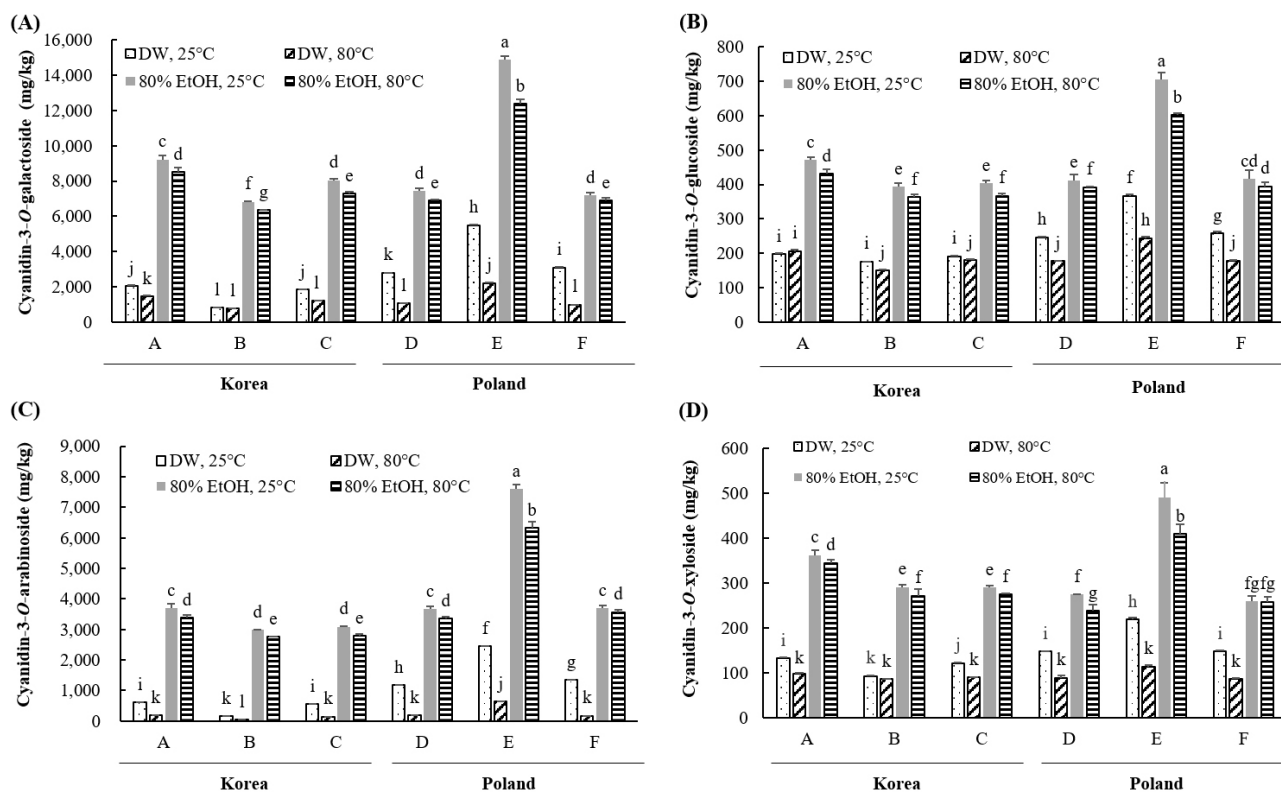 (A)
Cyanidin-3-O-galactoside (mg/kg)
16,000
14,000
12,000
10,000
8,000
6,000
4,000
2,000
0
DW, 25°C
DW, 80°C
80% EtOH, 25°C
80% EtOH, 80°C
j k c d
l l f g
j l d e
k l d e
h j a b
i l d e
A B C D E F
Korea Poland
(B)
Cyanidin-3-O-glucoside (mg/kg)
800
700
600
500
400
300
200
100
0
DW, 25°C
DW, 80°C
80% EtOH, 25°C
80% EtOH, 80°C
i i c d
i j e f
i j e f
h j e f
f h a b
g j cd d
A B C D E F
Korea Poland
(C)
Cyanidin-3-O-arabinoside (mg/kg)
9,000
8,000
7,000
6,000
5,000
4,000
3,000
2,000
1,000
0
DW, 25°C
DW, 80°C
80% EtOH, 25°C
80% EtOH, 80°C
i k c d
k l d e
i k d e
h k c d
f j a b
g k c d
A B C D E F
Korea Poland
(D)
Cyanidin-3-O-xyloside (mg/kg)
600
500
400
300
200
100
0
DW, 25°C
DW, 80°C
80% EtOH, 25°C
80% EtOH, 80°C
i k c d
k k e f
j k e f
i k f g
h k a b
i k fg fg
A B C D E F
Korea Poland